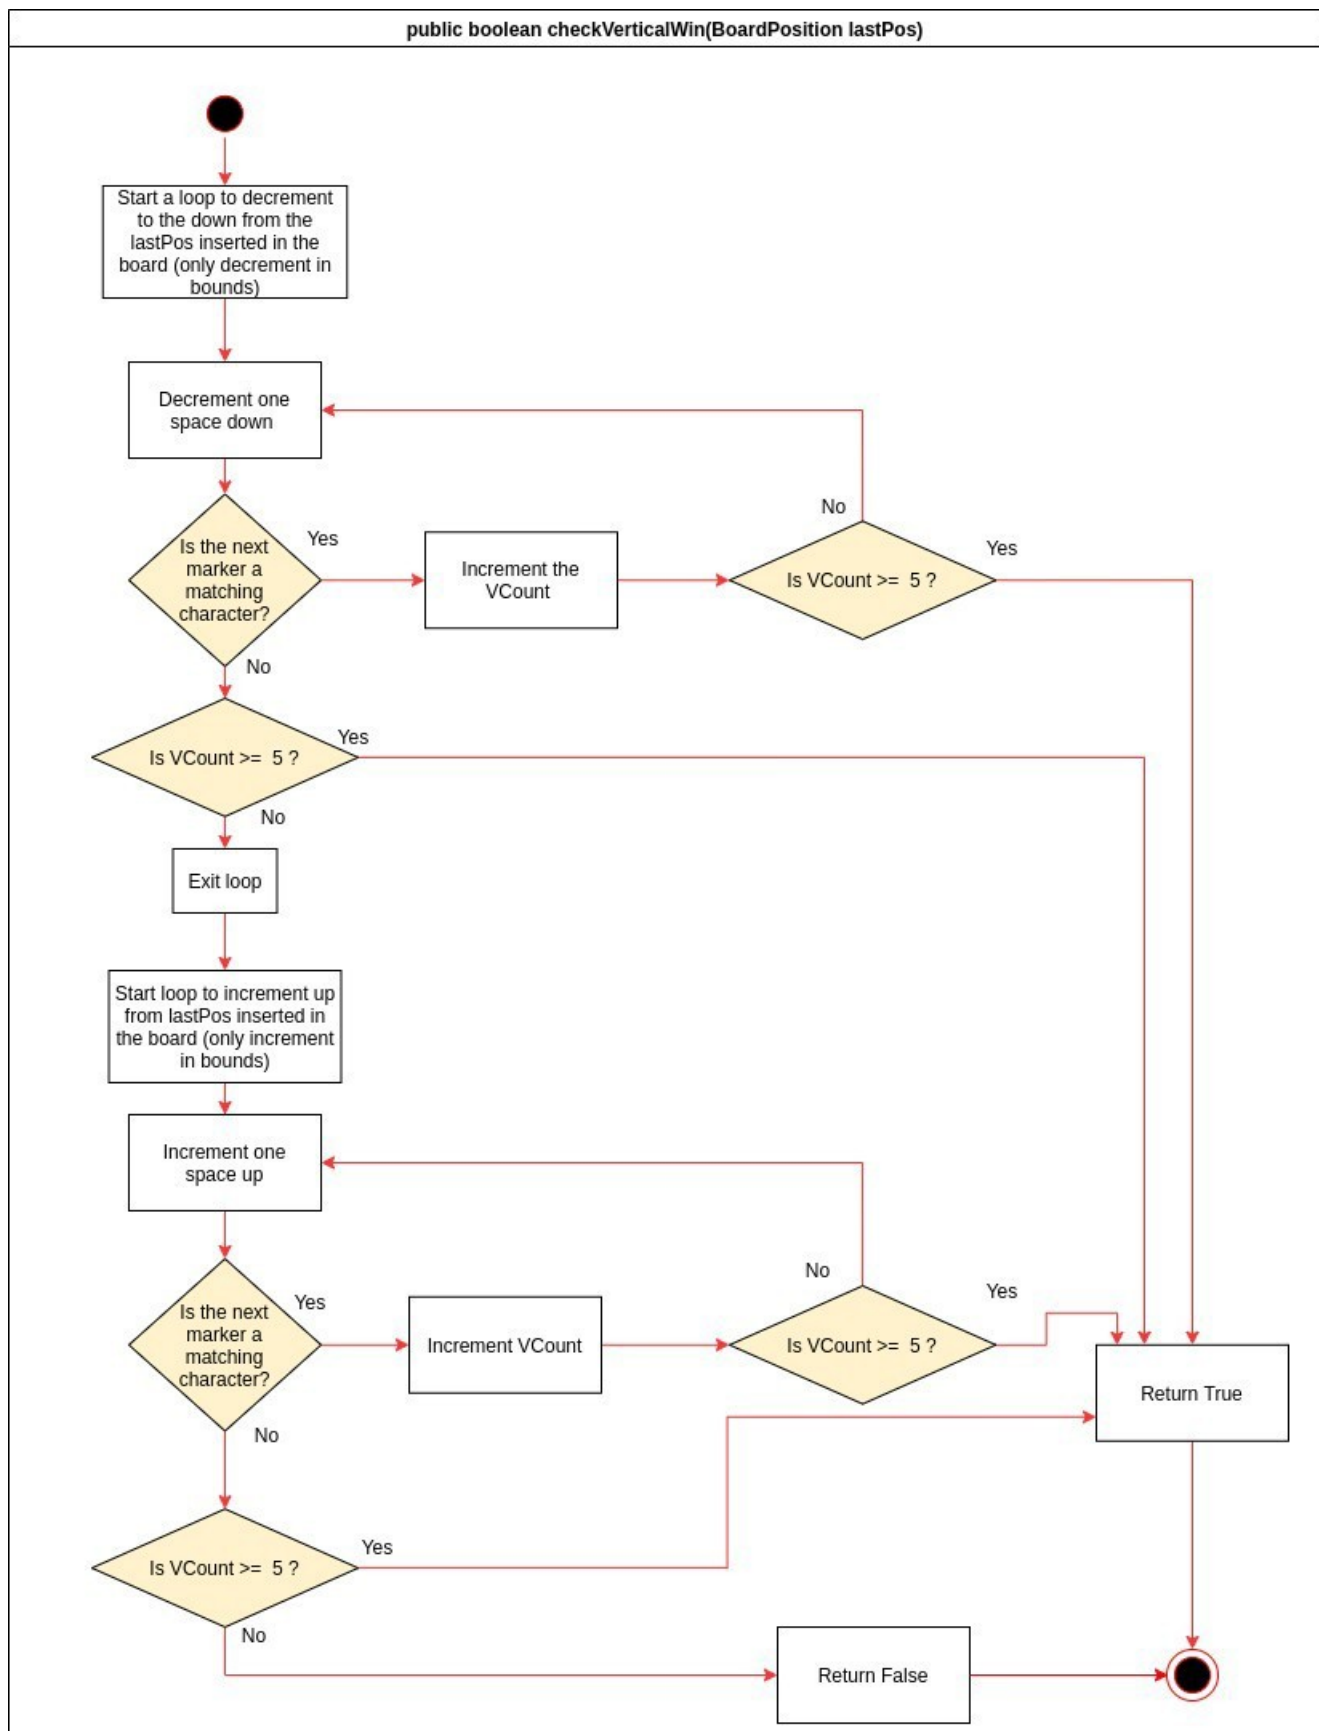 public boolean checkVerticalWin(BoardPosition lastPos)
Start a loop to decrement
to the down from the
lastPos inserted in the
board (only decrement in
bounds)
Decrement one
space down
No
Yes
Is the next
marker a
matching
character?
Yes
Increment the
VCount
Is VCount >=  5 ?
No
Is VCount >=  5 ?
Yes
No
Exit loop
Start loop to increment up
from lastPos inserted in
the board (only increment
in bounds)
Increment one
space up
No
Yes
Is the next
marker a
matching
character?
Yes
Increment VCount
Is VCount >=  5 ?
Return True
No
Is VCount >=  5 ?
Yes
No
Return False